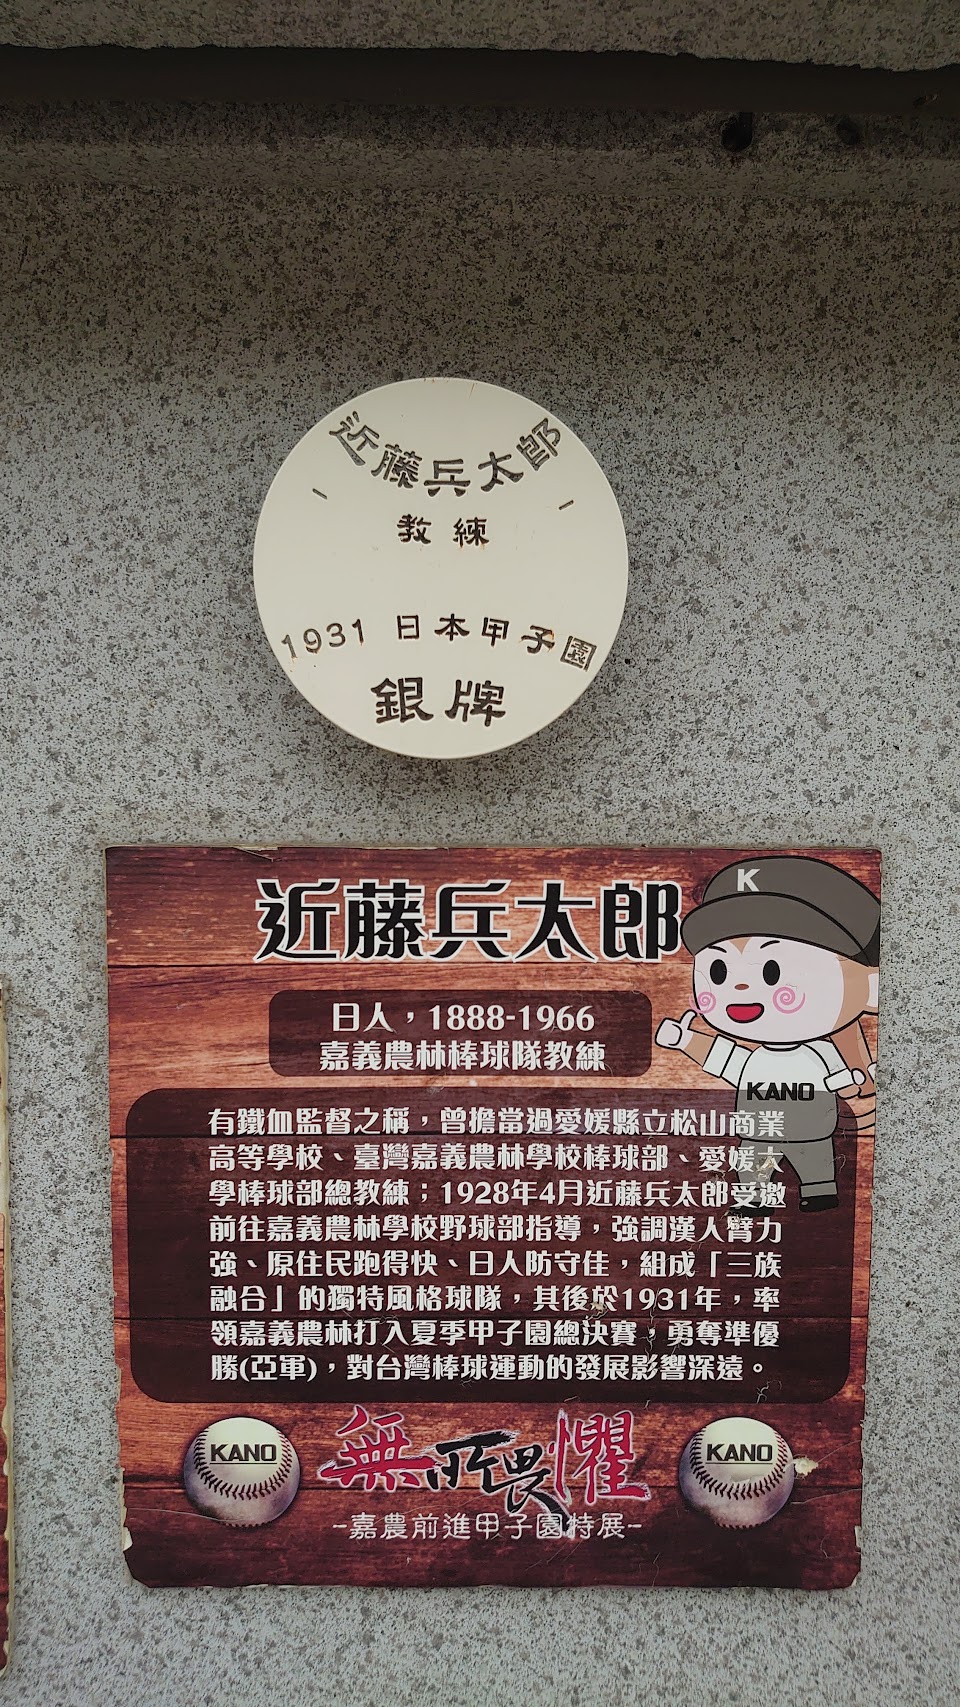 近藤兵太郎
教練
1931 日本甲子園
銀牌
近藤兵太郎
K
日人，1888-1966
嘉義農林棒球隊教練
KANO
有鐵血監督之稱，曾擔當過愛媛縣立松山商業
高等學校、臺灣嘉義農林學校棒球部、愛媛大
學棒球部總教練；1928年4月近藤兵太郎受邀
前往嘉義農林學校野球部指導，強調漢人臂力
強、原住民跑得快、日人防守佳，組成「三族
融合」的獨特風格球隊，其後於1931年，率
領嘉義農林打入夏季甲子園總決賽，勇奪準優
勝(亞軍)，對台灣棒球運動的發展影響深遠。
KANO
無所畏懼
KANO
-嘉農前進甲子園特展-